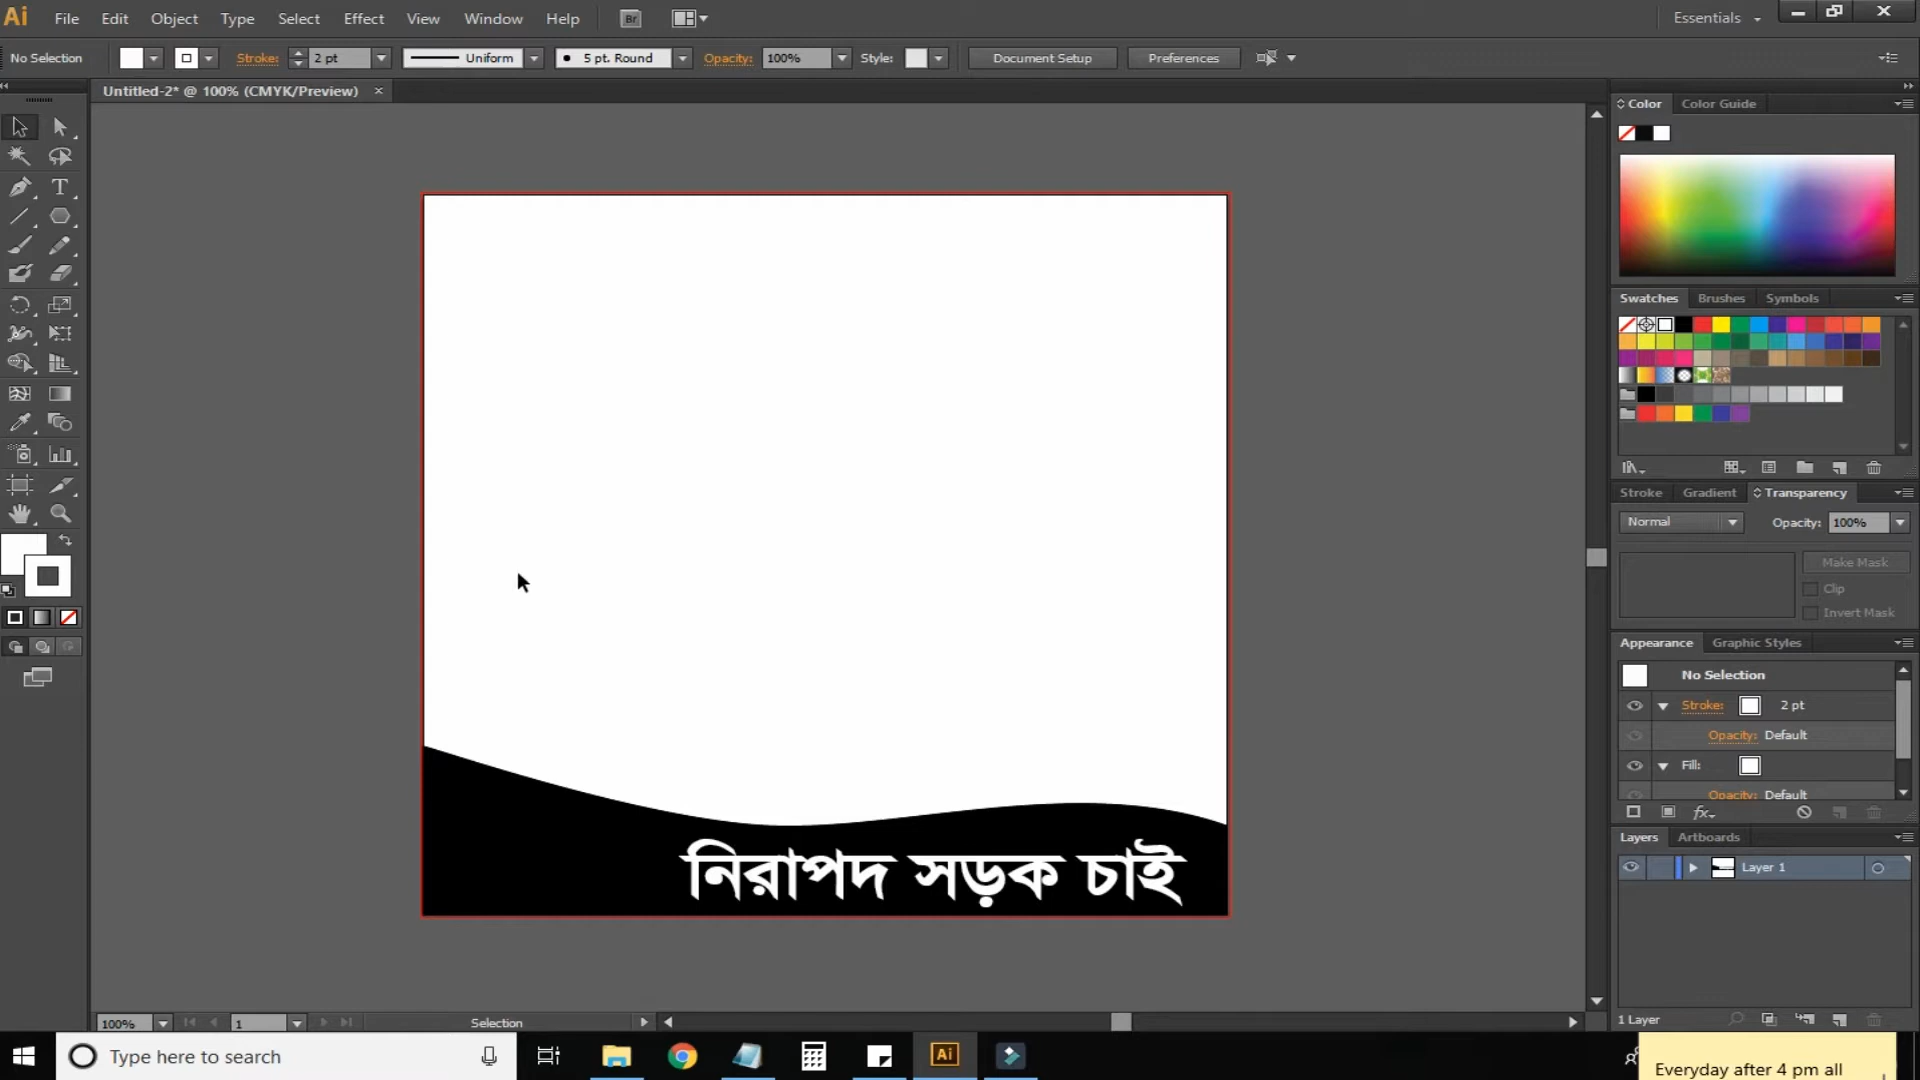 Ai File Edit Object Type Select Effect View Window Help Br Essentials
No Selection Stroke: 2 pt Uniform 5 pt. Round Opacity: 100% Style: Document Setup Preferences
Untitled-2* @ 100% (CMYK/Preview)
Color Color Guide
Swatches Brushes Symbols
Stroke Gradient Transparency
Normal Opacity: 100%
Make Mask
Clip
Invert Mask
Appearance Graphic Styles
No Selection
Stroke: 2 pt
Opacity: Default
Fill:
Opacity: Default
fx
Layers Artboards
Layer 1
1 Layer
নিরাপদ সড়ক চাই
100% 1 Selection
Type here to search
Ai
Everyday after 4 pm all